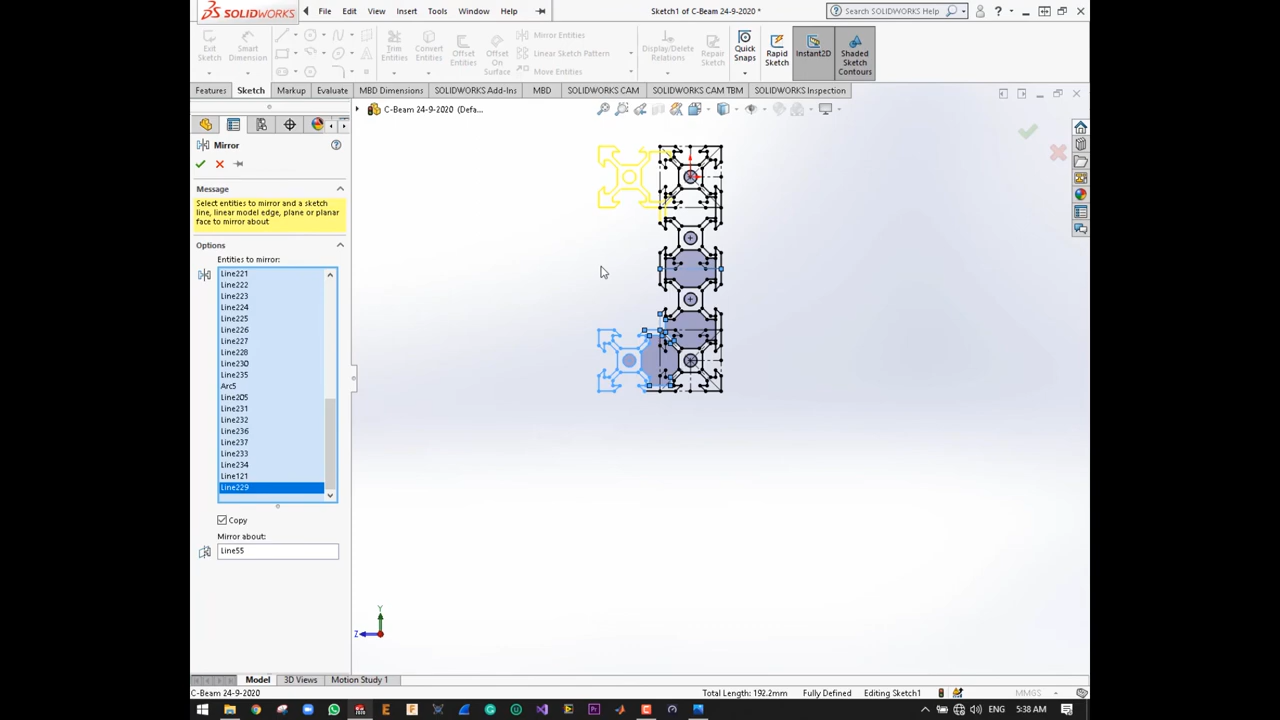 SOLIDWORKS File Edit View Insert Tools Window Help Sketch1 of C-Beam 24-9-2020 * Search SOLIDWORKS Help ?
Exit Sketch
Smart Dimension
Trim Entities
Convert Entities
Offset Entities
Offset On Surface
Mirror Entities
Linear Sketch Pattern
Move Entities
Display/Delete Relations
Repair Sketch
Quick Snaps
Rapid Sketch
Instant2D
Shaded Sketch Contours
Features Sketch Markup Evaluate MBD Dimensions SOLIDWORKS Add-Ins MBD SOLIDWORKS CAM SOLIDWORKS CAM TBM SOLIDWORKS Inspection
C-Beam 24-9-2020 (Defa...
Mirror
Message
Select entities to mirror and a sketch
line, linear model edge, plane or planar
face to mirror about
Options
Entities to mirror:
Line221
Line222
Line223
Line224
Line225
Line226
Line227
Line228
Line230
Line235
Arc5
Line205
Line231
Line232
Line236
Line237
Line233
Line234
Line121
Line229
Copy
Mirror about:
Line55
Y
Z
Model 3D Views Motion Study 1
C-Beam 24-9-2020 Total Length: 192.2mm Fully Defined Editing Sketch1 MMGS
ENG 5:38 AM